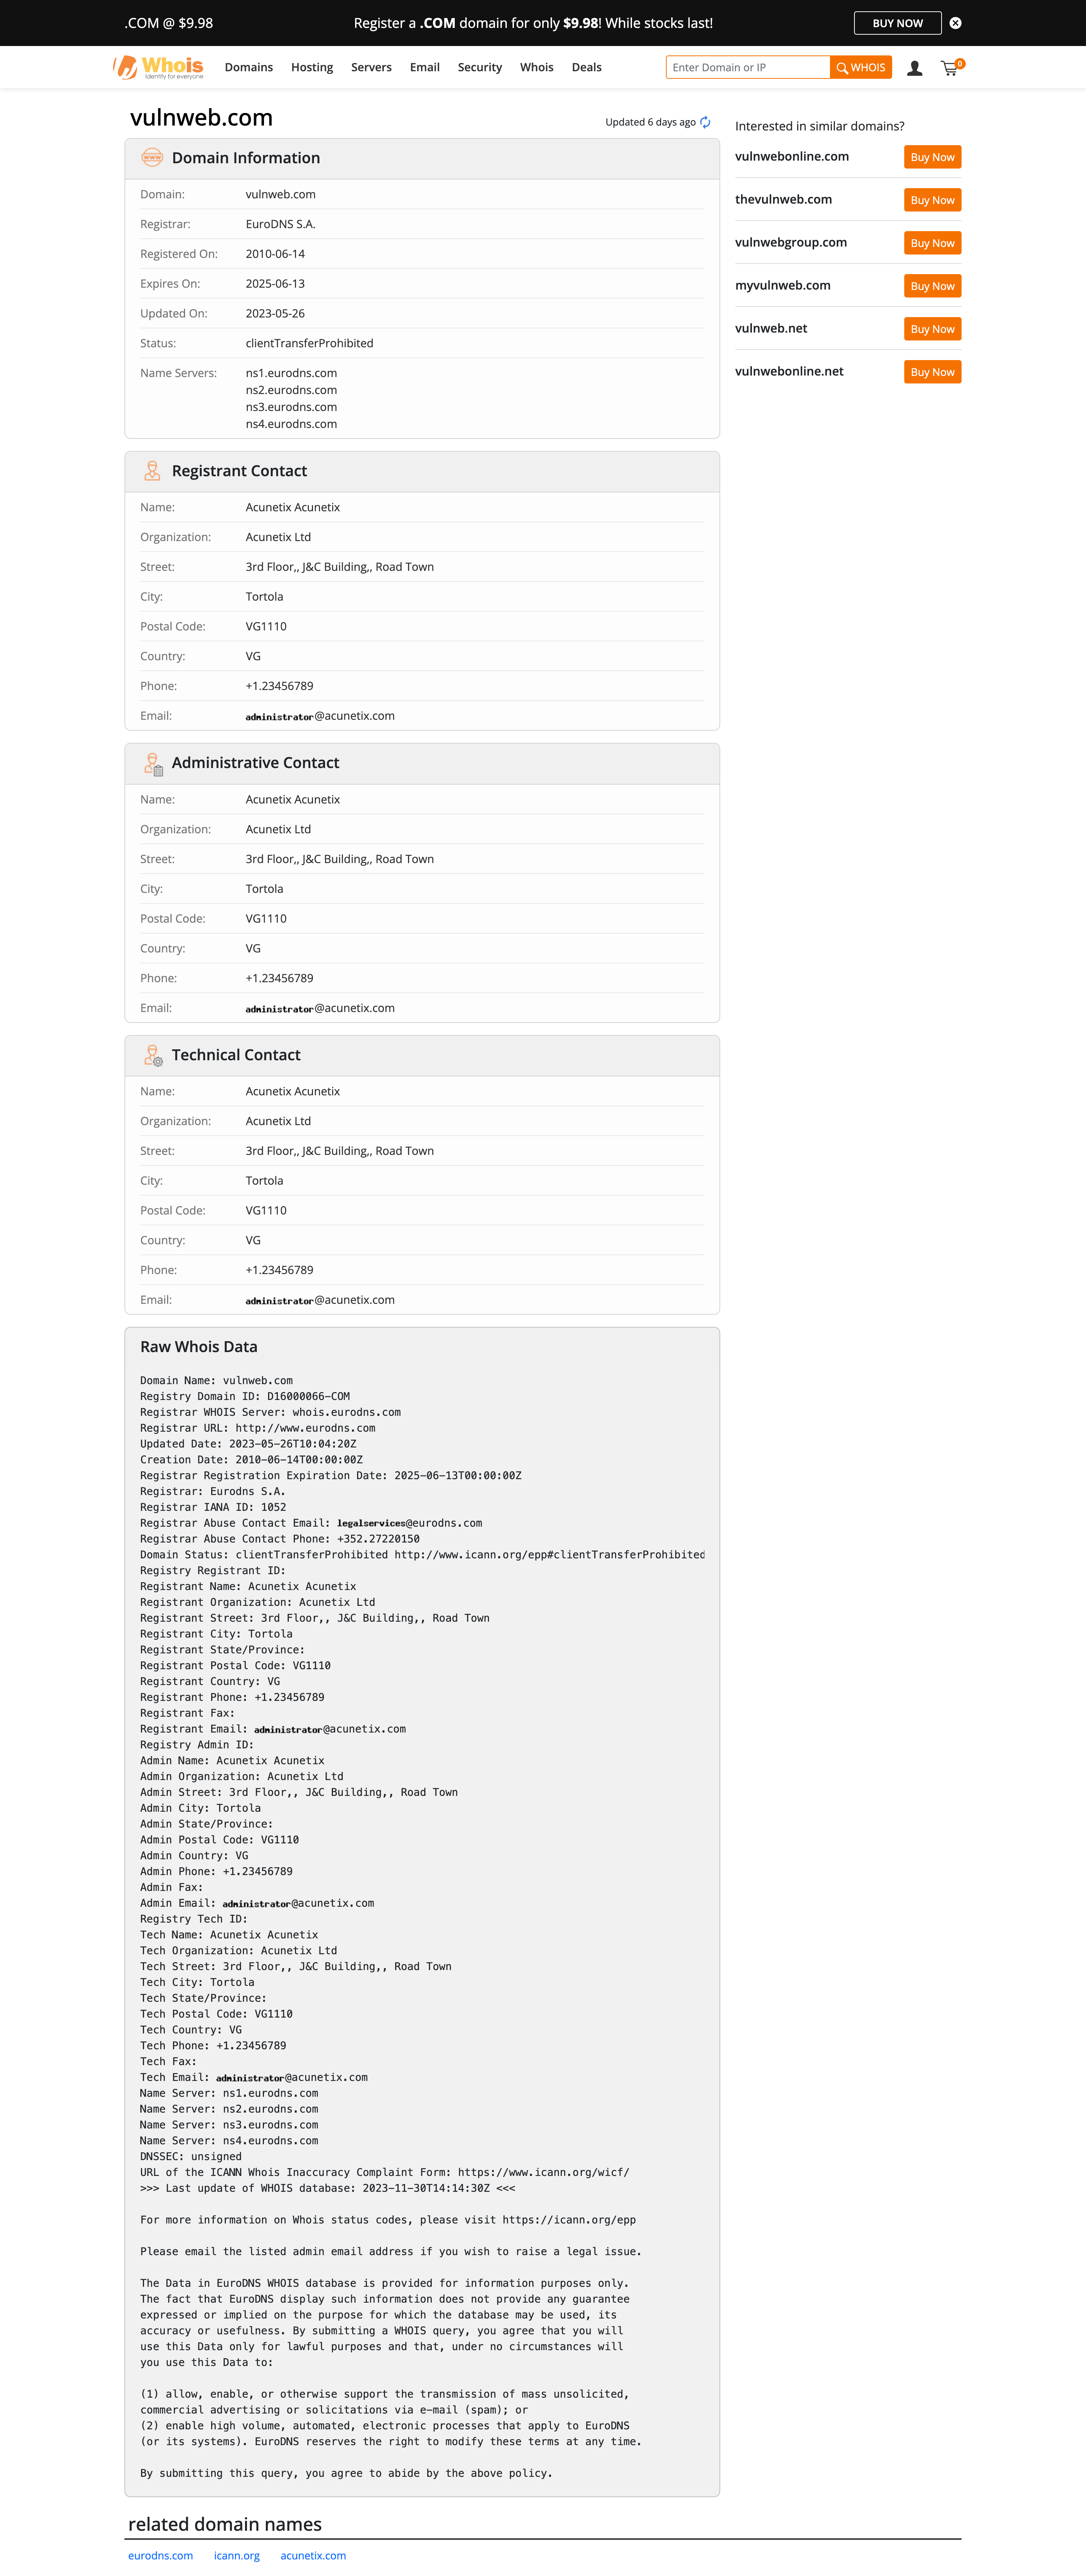 .COM @ $9.98
Register a .COM domain for only $9.98! While stocks last!
BUY NOW
Whois
Identity for everyone
Domains Hosting Servers Email Security Whois Deals
Enter Domain or IP
WHOIS
0
vulnweb.com
Updated 6 days ago
Domain Information
Domain: vulnweb.com
Registrar: EuroDNS S.A.
Registered On: 2010-06-14
Expires On: 2025-06-13
Updated On: 2023-05-26
Status: clientTransferProhibited
Name Servers: ns1.eurodns.com
ns2.eurodns.com
ns3.eurodns.com
ns4.eurodns.com
Interested in similar domains?
vulnwebonline.com Buy Now
thevulnweb.com Buy Now
vulnwebgroup.com Buy Now
myvulnweb.com Buy Now
vulnweb.net Buy Now
vulnwebonline.net Buy Now
Registrant Contact
Name: Acunetix Acunetix
Organization: Acunetix Ltd
Street: 3rd Floor,, J&C Building,, Road Town
City: Tortola
Postal Code: VG1110
Country: VG
Phone: +1.23456789
Email: administrator@acunetix.com
Administrative Contact
Name: Acunetix Acunetix
Organization: Acunetix Ltd
Street: 3rd Floor,, J&C Building,, Road Town
City: Tortola
Postal Code: VG1110
Country: VG
Phone: +1.23456789
Email: administrator@acunetix.com
Technical Contact
Name: Acunetix Acunetix
Organization: Acunetix Ltd
Street: 3rd Floor,, J&C Building,, Road Town
City: Tortola
Postal Code: VG1110
Country: VG
Phone: +1.23456789
Email: administrator@acunetix.com
Raw Whois Data
Domain Name: vulnweb.com
Registry Domain ID: D16000066-COM
Registrar WHOIS Server: whois.eurodns.com
Registrar URL: http://www.eurodns.com
Updated Date: 2023-05-26T10:04:20Z
Creation Date: 2010-06-14T00:00:00Z
Registrar Registration Expiration Date: 2025-06-13T00:00:00Z
Registrar: Eurodns S.A.
Registrar IANA ID: 1052
Registrar Abuse Contact Email: legalservices@eurodns.com
Registrar Abuse Contact Phone: +352.27220150
Domain Status: clientTransferProhibited http://www.icann.org/epp#clientTransferProhibited
Registry Registrant ID:
Registrant Name: Acunetix Acunetix
Registrant Organization: Acunetix Ltd
Registrant Street: 3rd Floor,, J&C Building,, Road Town
Registrant City: Tortola
Registrant State/Province:
Registrant Postal Code: VG1110
Registrant Country: VG
Registrant Phone: +1.23456789
Registrant Fax:
Registrant Email: administrator@acunetix.com
Registry Admin ID:
Admin Name: Acunetix Acunetix
Admin Organization: Acunetix Ltd
Admin Street: 3rd Floor,, J&C Building,, Road Town
Admin City: Tortola
Admin State/Province:
Admin Postal Code: VG1110
Admin Country: VG
Admin Phone: +1.23456789
Admin Fax:
Admin Email: administrator@acunetix.com
Registry Tech ID:
Tech Name: Acunetix Acunetix
Tech Organization: Acunetix Ltd
Tech Street: 3rd Floor,, J&C Building,, Road Town
Tech City: Tortola
Tech State/Province:
Tech Postal Code: VG1110
Tech Country: VG
Tech Phone: +1.23456789
Tech Fax:
Tech Email: administrator@acunetix.com
Name Server: ns1.eurodns.com
Name Server: ns2.eurodns.com
Name Server: ns3.eurodns.com
Name Server: ns4.eurodns.com
DNSSEC: unsigned
URL of the ICANN Whois Inaccuracy Complaint Form: https://www.icann.org/wicf/
>>> Last update of WHOIS database: 2023-11-30T14:14:30Z <<<
For more information on Whois status codes, please visit https://icann.org/epp
Please email the listed admin email address if you wish to raise a legal issue.
The Data in EuroDNS WHOIS database is provided for information purposes only.
The fact that EuroDNS display such information does not provide any guarantee
expressed or implied on the purpose for which the database may be used, its
accuracy or usefulness. By submitting a WHOIS query, you agree that you will
use this Data only for lawful purposes and that, under no circumstances will
you use this Data to:
(1) allow, enable, or otherwise support the transmission of mass unsolicited,
commercial advertising or solicitations via e-mail (spam); or
(2) enable high volume, automated, electronic processes that apply to EuroDNS
(or its systems). EuroDNS reserves the right to modify these terms at any time.
By submitting this query, you agree to abide by the above policy.
related domain names
eurodns.com icann.org acunetix.com